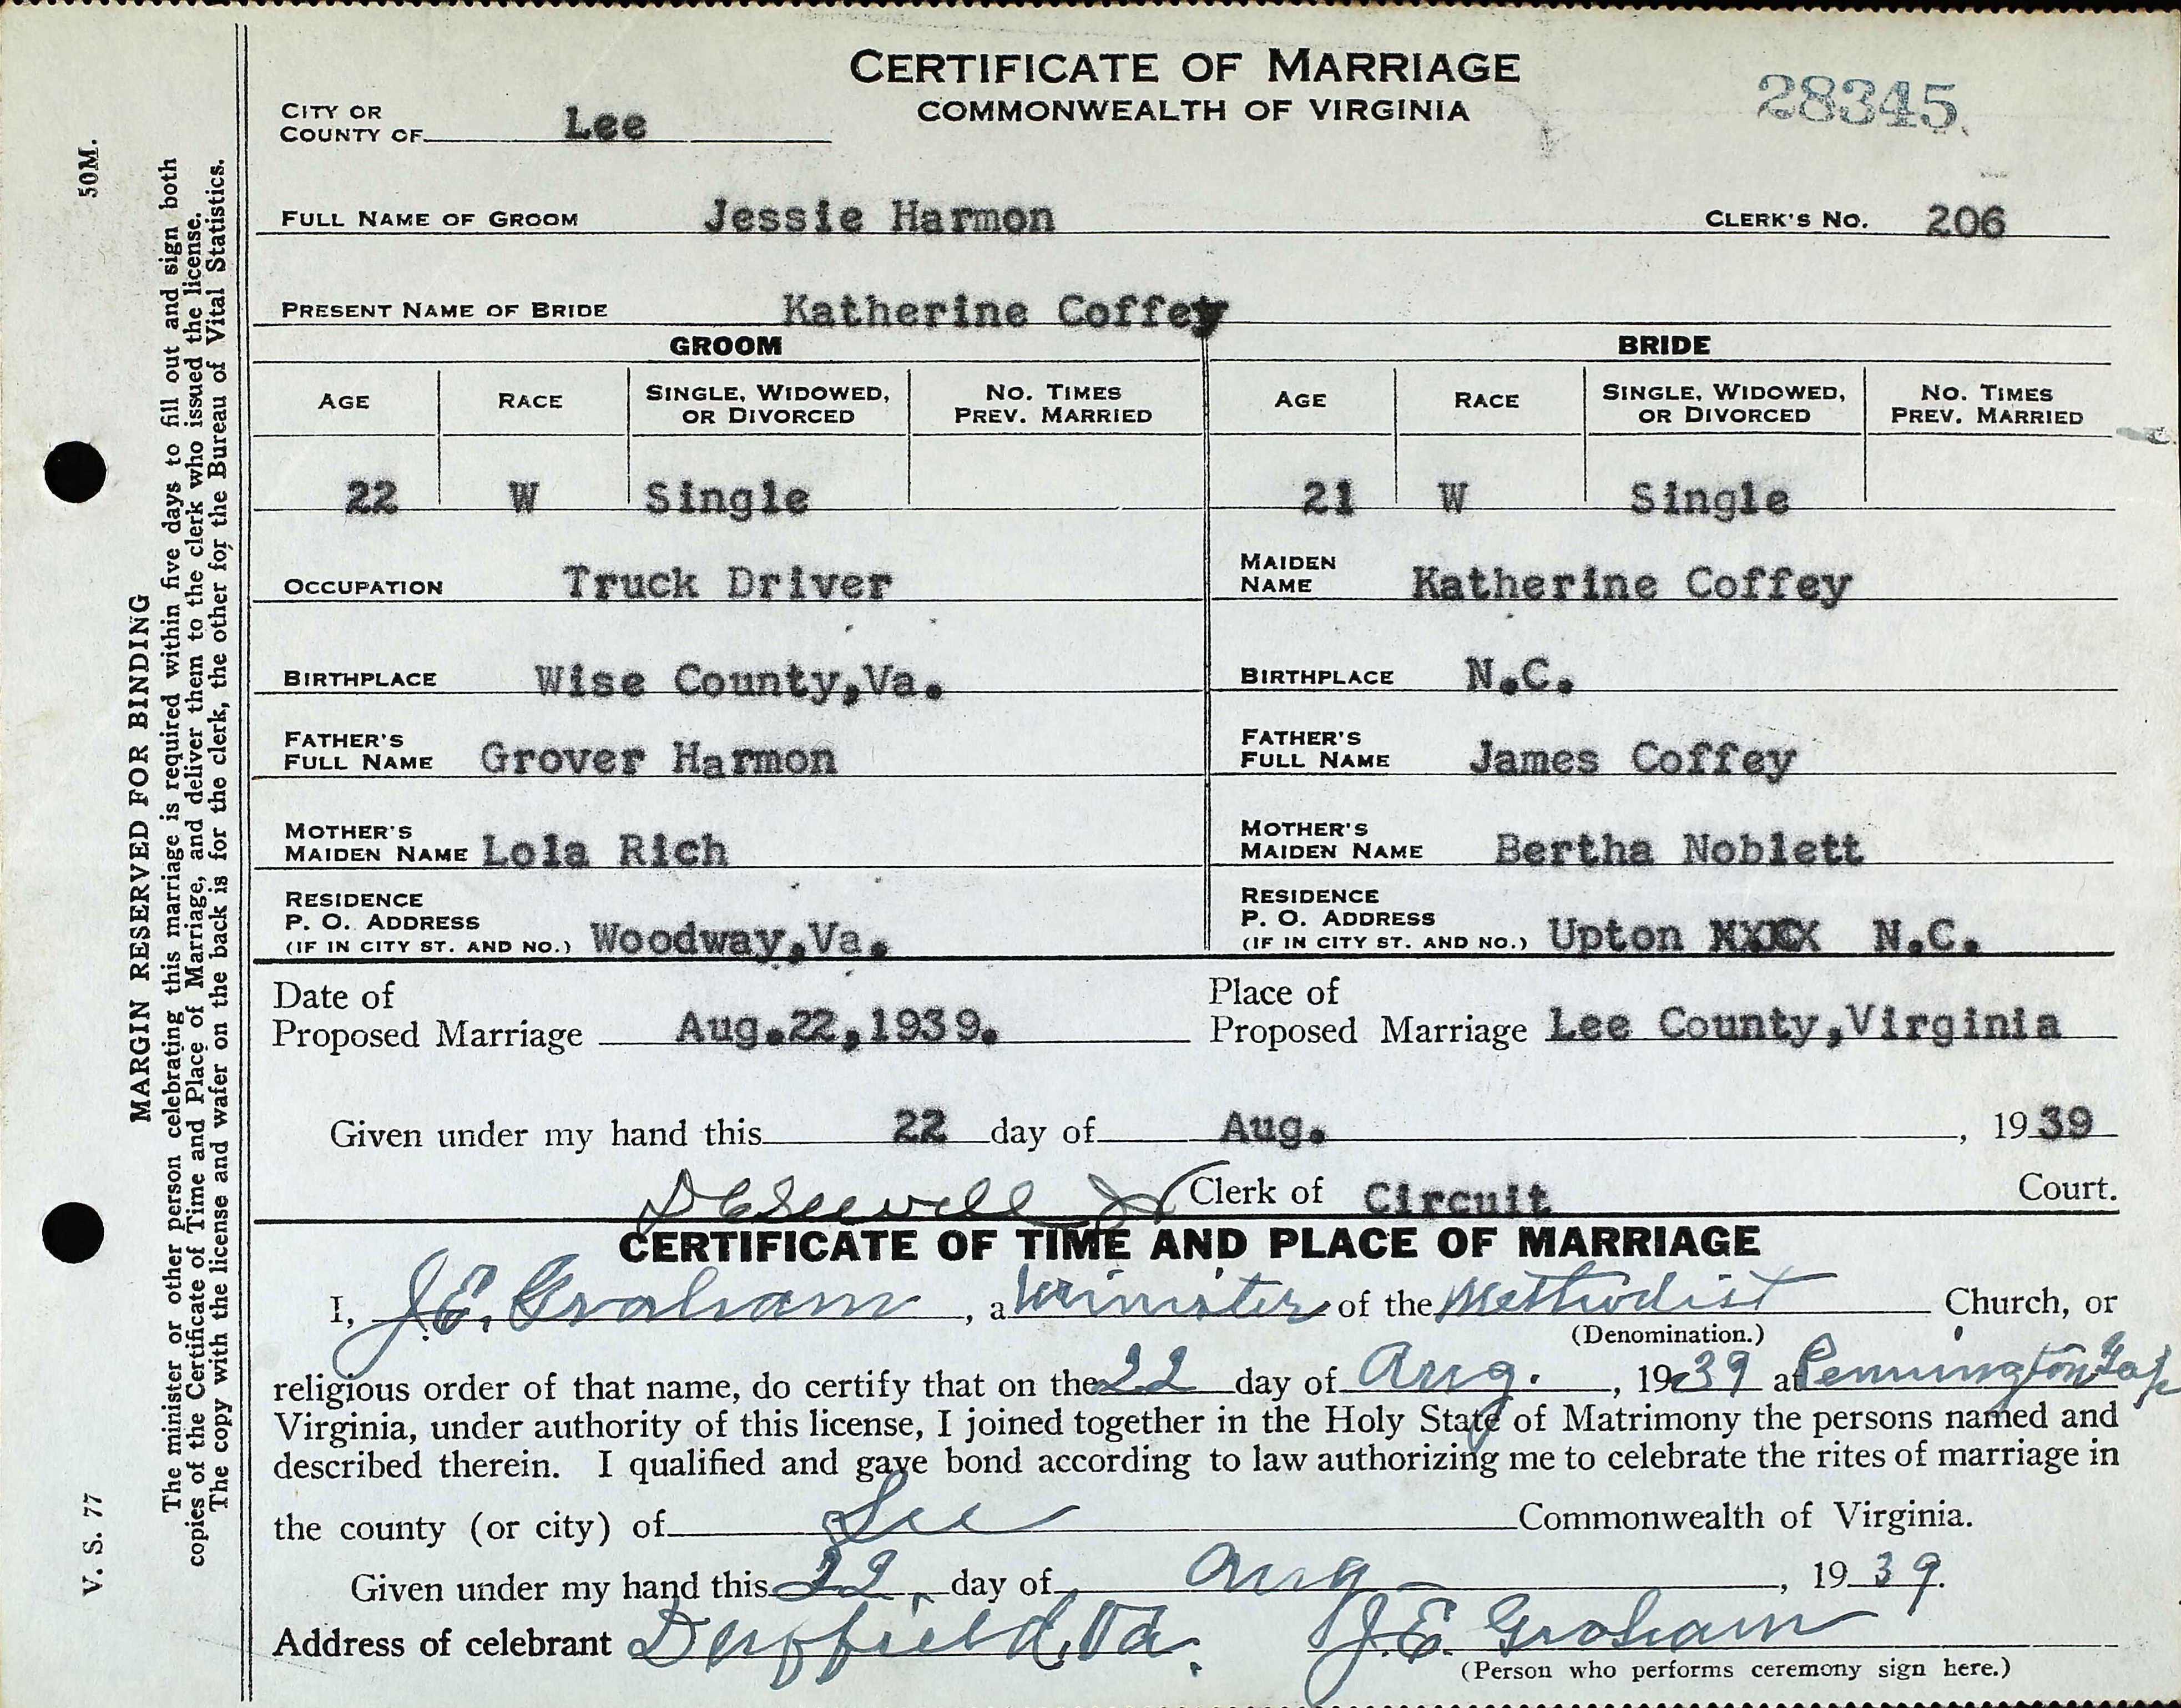 CERTIFICATE OF MARRIAGE
COMMONWEALTH OF VIRGINIA
28345
CITY OR
COUNTY OF Lee
FULL NAME OF GROOM Jessie Harmon CLERK'S NO. 206
PRESENT NAME OF BRIDE Katherine Coffey
GROOM BRIDE
AGE RACE SINGLE, WIDOWED, OR DIVORCED NO. TIMES PREV. MARRIED AGE RACE SINGLE, WIDOWED, OR DIVORCED NO. TIMES PREV. MARRIED
22 W Single 21 W Single
OCCUPATION Truck Driver MAIDEN NAME Katherine Coffey
BIRTHPLACE Wise County,Va. BIRTHPLACE N.C.
FATHER'S FULL NAME Grover Harmon FATHER'S FULL NAME James Coffey
MOTHER'S MAIDEN NAME Lola Rich MOTHER'S MAIDEN NAME Bertha Noblett
RESIDENCE P. O. ADDRESS (IF IN CITY ST. AND NO.) Woodway,Va. RESIDENCE P. O. ADDRESS (IF IN CITY ST. AND NO.) Upton N.C.
Date of Proposed Marriage Aug.22,1939. Place of Proposed Marriage Lee County,Virginia
Given under my hand this 22 day of Aug. , 1939
Clerk of Circuit Court.
CERTIFICATE OF TIME AND PLACE OF MARRIAGE
I, J.E. Graham , a Minister of the Methodist Church, or
(Denomination.)
religious order of that name, do certify that on the 22 day of Aug. , 1939 at Pennington Gap
Virginia, under authority of this license, I joined together in the Holy State of Matrimony the persons named and
described therein. I qualified and gave bond according to law authorizing me to celebrate the rites of marriage in
the county (or city) of Lee Commonwealth of Virginia.
Given under my hand this 22 day of Aug , 1939.
Address of celebrant Duffield, Va. J.E. Graham
(Person who performs ceremony sign here.)
50M.
MARGIN RESERVED FOR BINDING
V. S. 77
The minister or other person celebrating this marriage is required within five days to fill out and sign both
copies of the Certificate of Time and Place of Marriage, and deliver them to the clerk who issued the license.
The copy with the license and wafer on the back is for the clerk, the other for the Bureau of Vital Statistics.